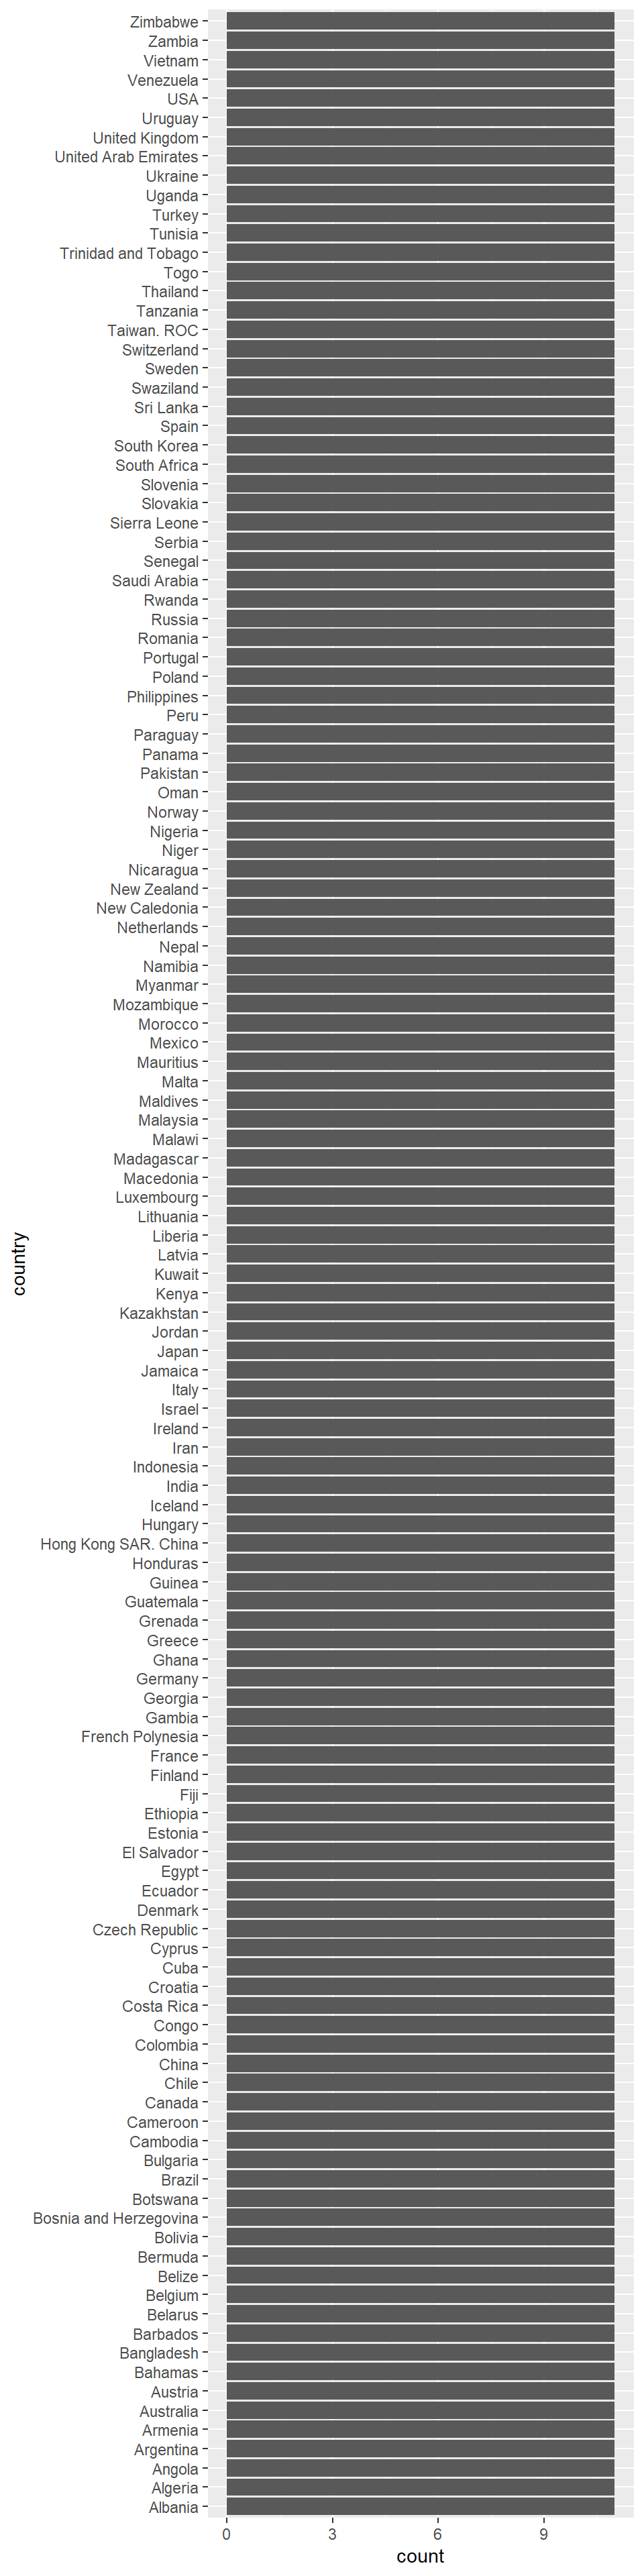 Zimbabwe
Zambia
Vietnam
Venezuela
USA
Uruguay
United Kingdom
United Arab Emirates
Ukraine
Uganda
Turkey
Tunisia
Trinidad and Tobago
Togo
Thailand
Tanzania
Taiwan. ROC
Switzerland
Sweden
Swaziland
Sri Lanka
Spain
South Korea
South Africa
Slovenia
Slovakia
Sierra Leone
Serbia
Senegal
Saudi Arabia
Rwanda
Russia
Romania
Portugal
Poland
Philippines
Peru
Paraguay
Panama
Pakistan
Oman
Norway
Nigeria
Niger
Nicaragua
New Zealand
New Caledonia
Netherlands
Nepal
Namibia
Myanmar
Mozambique
Morocco
Mexico
Mauritius
Malta
Maldives
Malaysia
Malawi
Madagascar
Macedonia
Luxembourg
Lithuania
Liberia
Latvia
Kuwait
Kenya
Kazakhstan
Jordan
Japan
Jamaica
Italy
Israel
Ireland
Iran
Indonesia
India
Iceland
Hungary
Hong Kong SAR. China
Honduras
Guinea
Guatemala
Grenada
Greece
Ghana
Germany
Georgia
Gambia
French Polynesia
France
Finland
Fiji
Ethiopia
Estonia
El Salvador
Egypt
Ecuador
Denmark
Czech Republic
Cyprus
Cuba
Croatia
Costa Rica
Congo
Colombia
China
Chile
Canada
Cameroon
Cambodia
Bulgaria
Brazil
Botswana
Bosnia and Herzegovina
Bolivia
Bermuda
Belize
Belgium
Belarus
Barbados
Bangladesh
Bahamas
Austria
Australia
Armenia
Argentina
Angola
Algeria
Albania
country
0 3 6 9
count